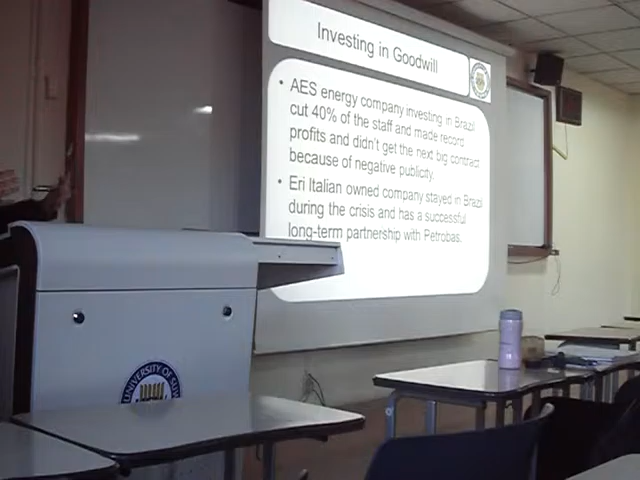 Investing in Goodwill
• AES energy company investing in Brazil
cut 40% of the staff and made record
profits and didn't get the next big contract
because of negative publicity.
• Eri Italian owned company stayed in Brazi
during the crisis and has a successful
long-term partnership with Petrobas.
UNIVERSITY OF